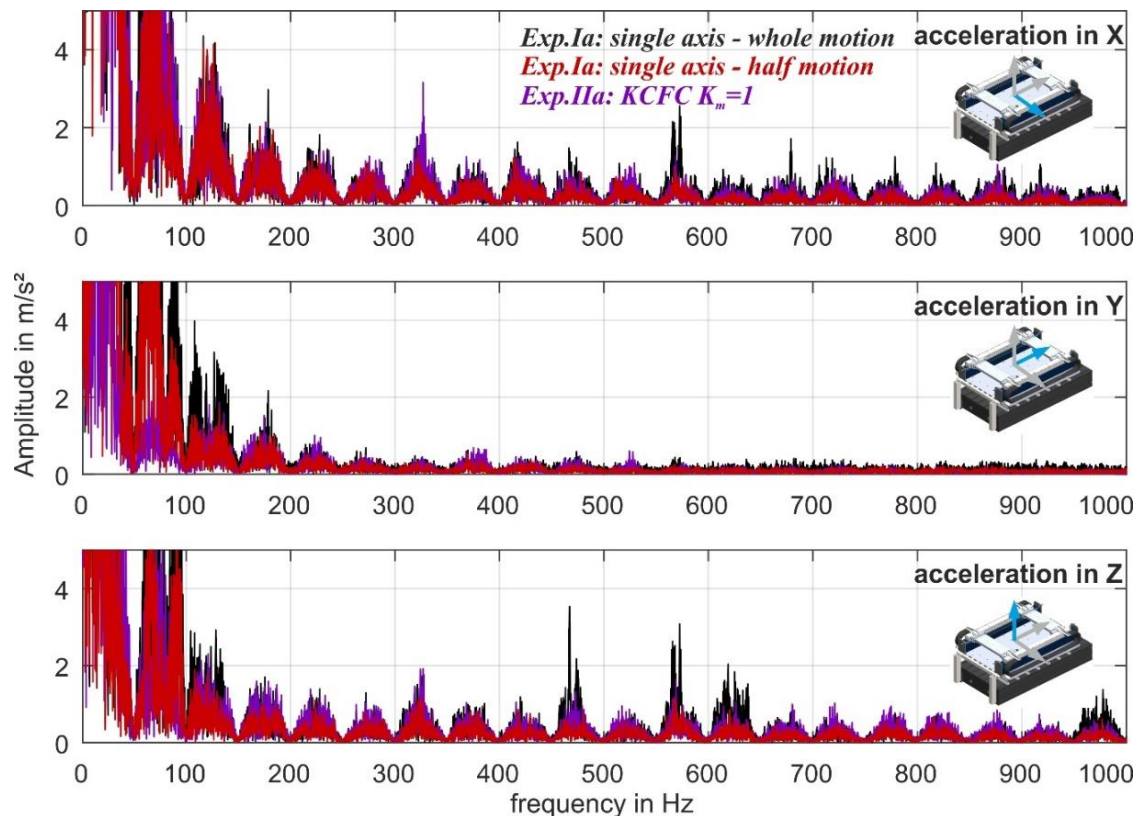 Exp.Ia: single axis - whole motion
acceleration in X
Exp.Ia: single axis - half motion
Exp.IIa: KCFC Km=1
4
2
0
0 100 200 300 400 500 600 700 800 900 1000
acceleration in Y
4
2
0
0 100 200 300 400 500 600 700 800 900 1000
Amplitude in m/s²
acceleration in Z
4
2
0
0 100 200 300 400 500 600 700 800 900 1000
frequency in Hz